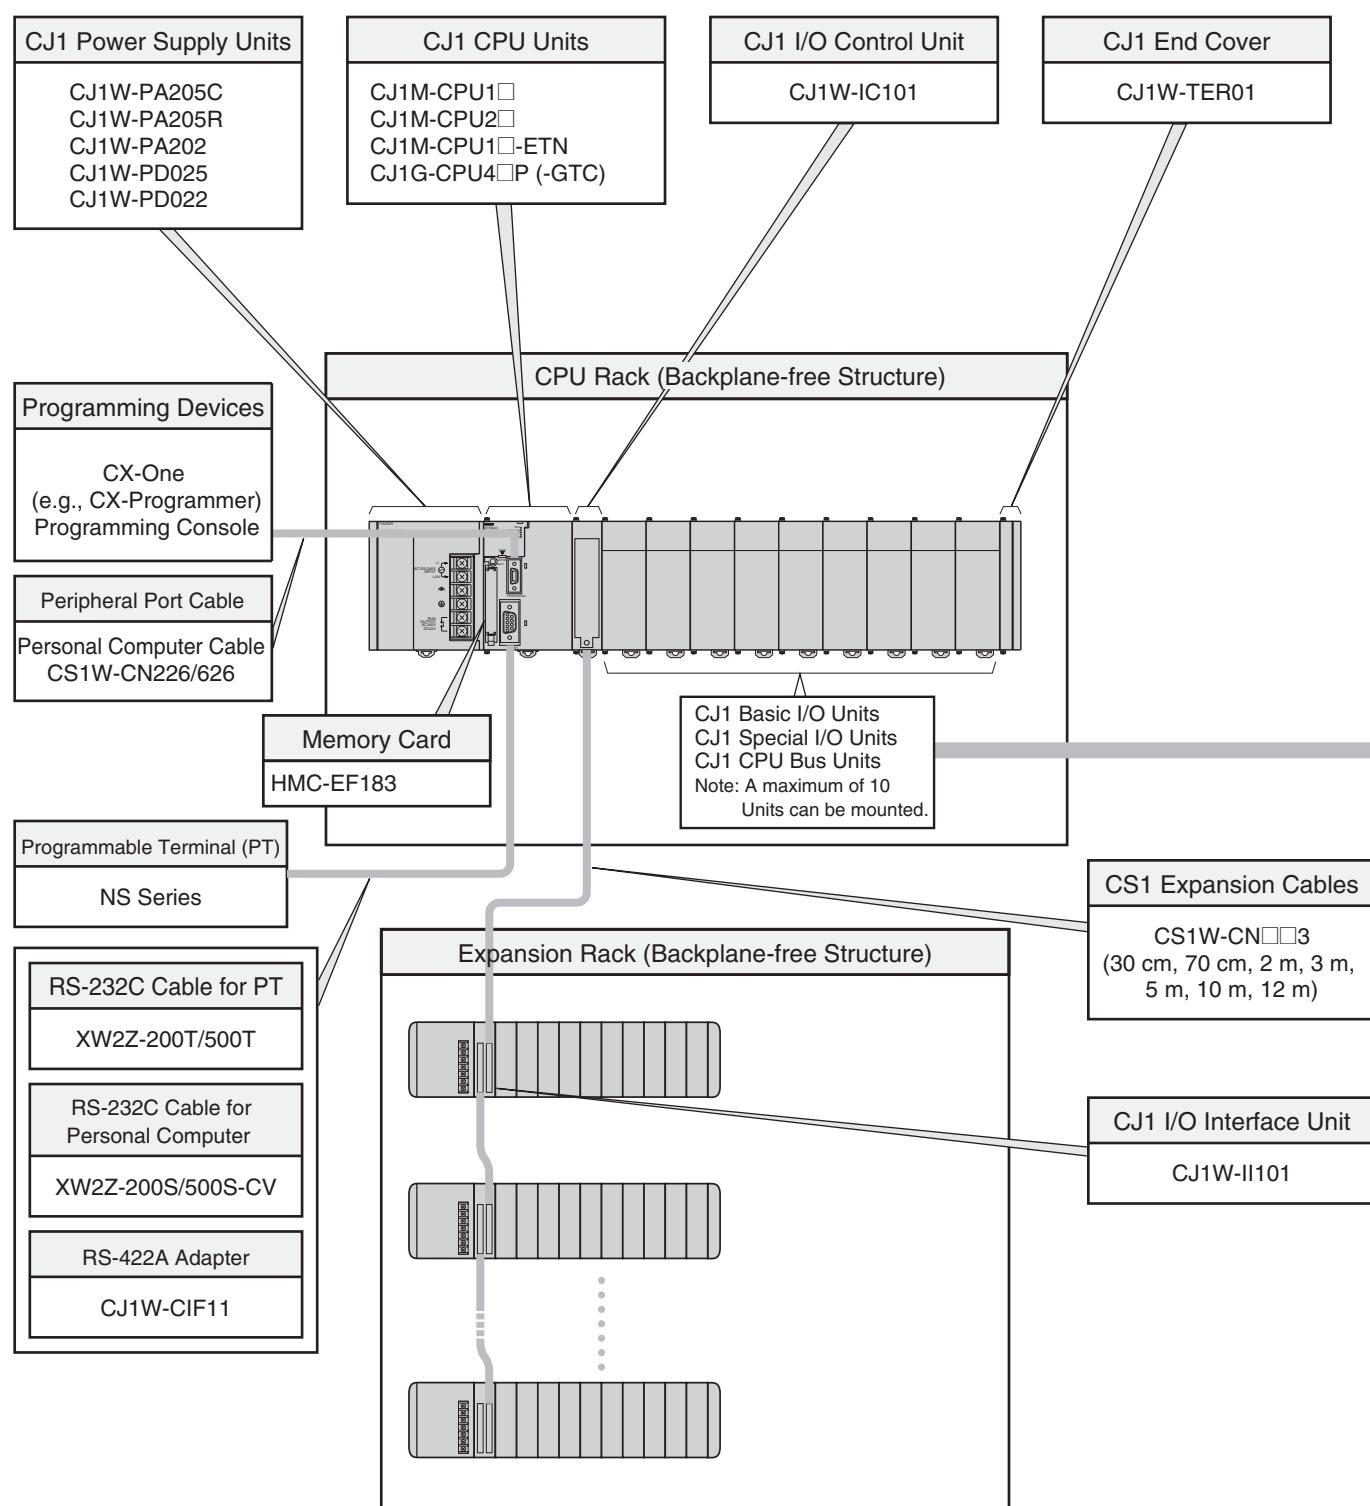 CJ1 Power Supply Units
CJ1W-PA205C
CJ1W-PA205R
CJ1W-PA202
CJ1W-PD025
CJ1W-PD022
CJ1 CPU Units
CJ1M-CPU1□
CJ1M-CPU2□
CJ1M-CPU1□-ETN
CJ1G-CPU4□P (-GTC)
CJ1 I/O Control Unit
CJ1W-IC101
CJ1 End Cover
CJ1W-TER01
CPU Rack (Backplane-free Structure)
Programming Devices
CX-One
(e.g., CX-Programmer)
Programming Console
Peripheral Port Cable
Personal Computer Cable
CS1W-CN226/626
Memory Card
HMC-EF183
CJ1 Basic I/O Units
CJ1 Special I/O Units
CJ1 CPU Bus Units
Note: A maximum of 10
Units can be mounted.
Programmable Terminal (PT)
NS Series
CS1 Expansion Cables
CS1W-CN□□3
(30 cm, 70 cm, 2 m, 3 m,
5 m, 10 m, 12 m)
Expansion Rack (Backplane-free Structure)
RS-232C Cable for PT
XW2Z-200T/500T
RS-232C Cable for
Personal Computer
XW2Z-200S/500S-CV
RS-422A Adapter
CJ1W-CIF11
CJ1 I/O Interface Unit
CJ1W-II101